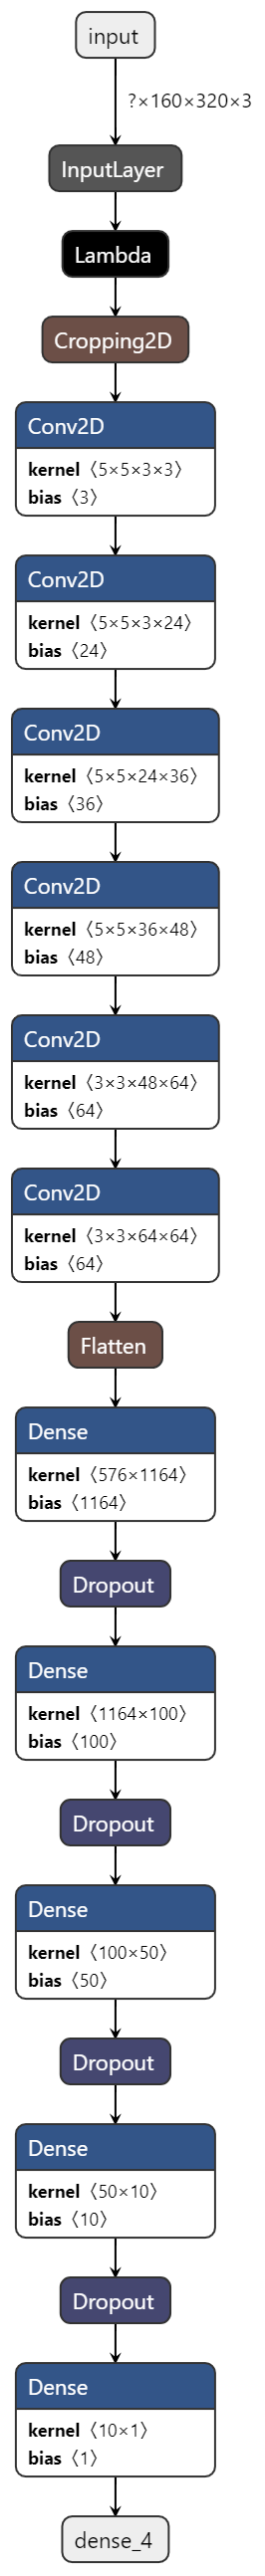 input
?×160×320×3
InputLayer
Lambda
Cropping2D
Conv2D
kernel 〈5×5×3×3〉
bias 〈3〉
Conv2D
kernel 〈5×5×3×24〉
bias 〈24〉
Conv2D
kernel 〈5×5×24×36〉
bias 〈36〉
Conv2D
kernel 〈5×5×36×48〉
bias 〈48〉
Conv2D
kernel 〈3×3×48×64〉
bias 〈64〉
Conv2D
kernel 〈3×3×64×64〉
bias 〈64〉
Flatten
Dense
kernel 〈576×1164〉
bias 〈1164〉
Dropout
Dense
kernel 〈1164×100〉
bias 〈100〉
Dropout
Dense
kernel 〈100×50〉
bias 〈50〉
Dropout
Dense
kernel 〈50×10〉
bias 〈10〉
Dropout
Dense
kernel 〈10×1〉
bias 〈1〉
dense_4